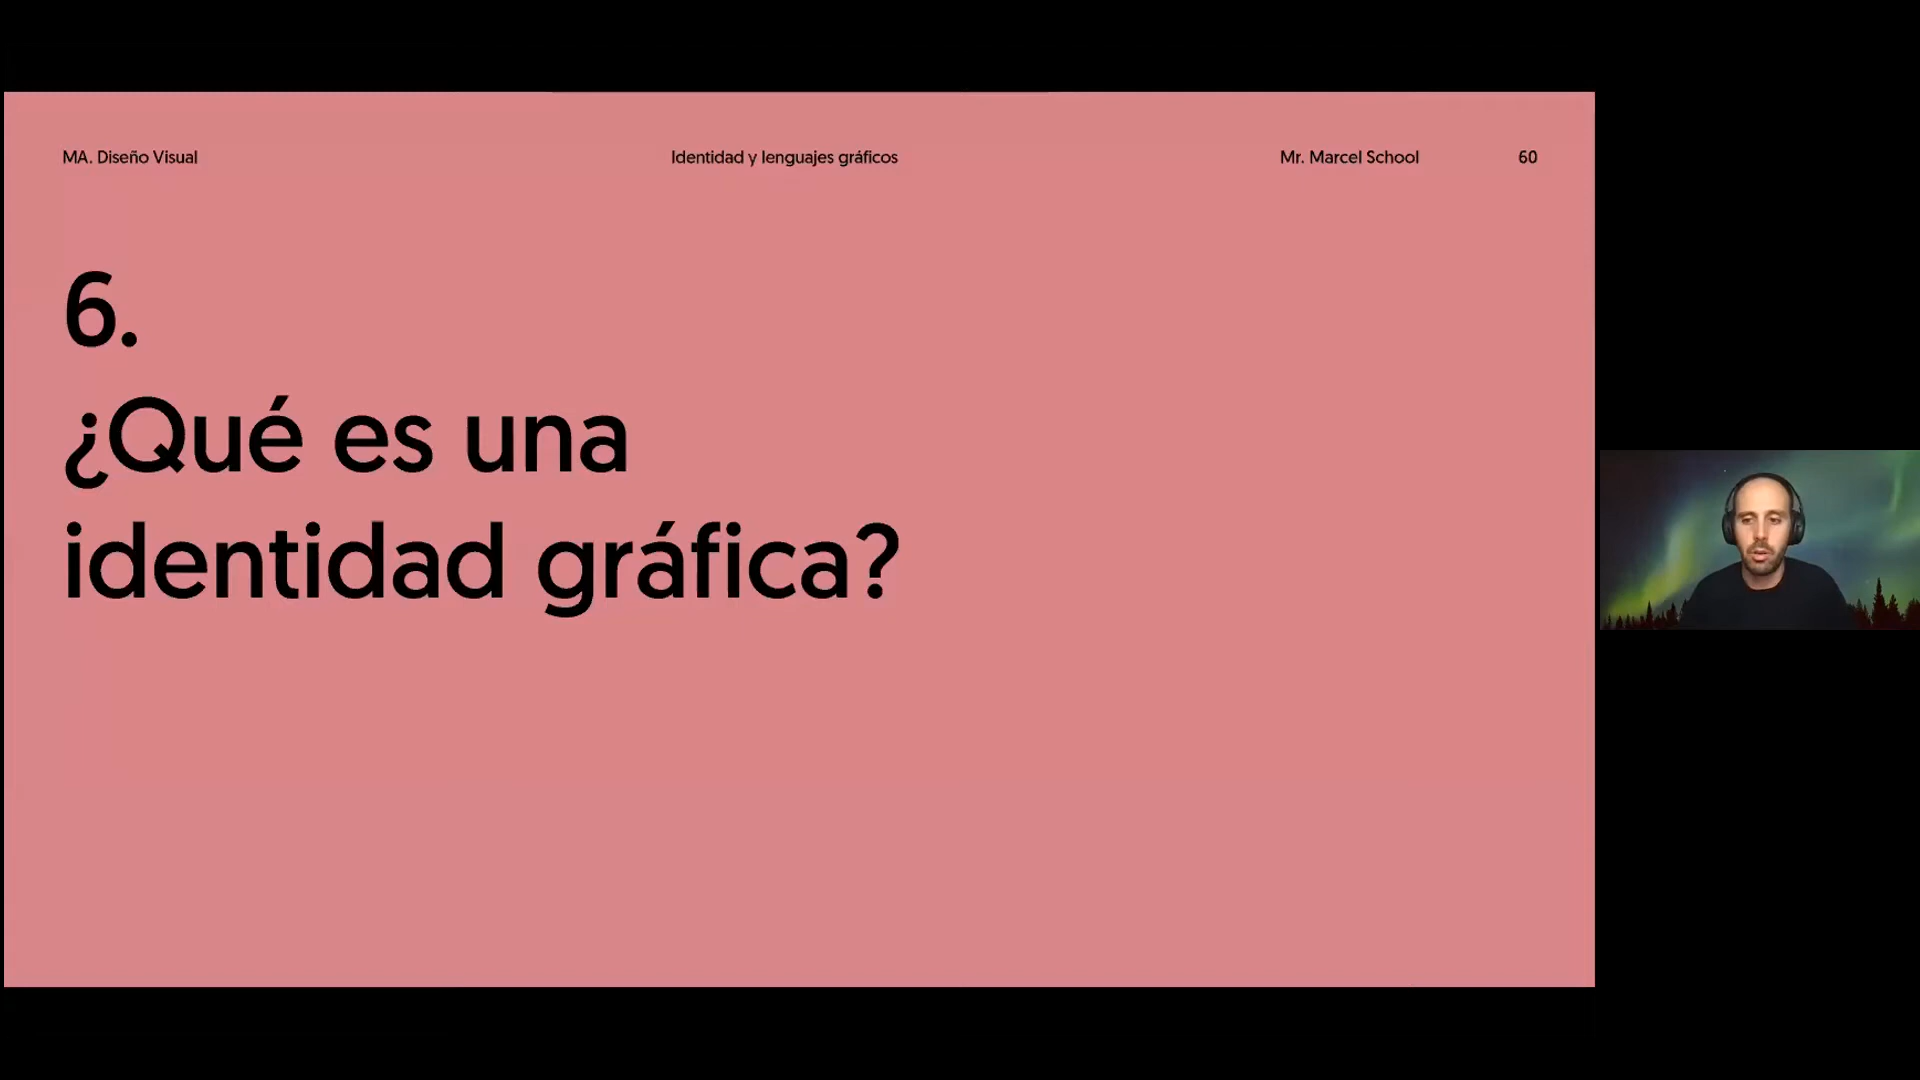 MA. Diseño Visual
Identidad y lenguajes gráficos
Mr. Marcel School
60
6.
¿Qué es una
identidad gráfica?